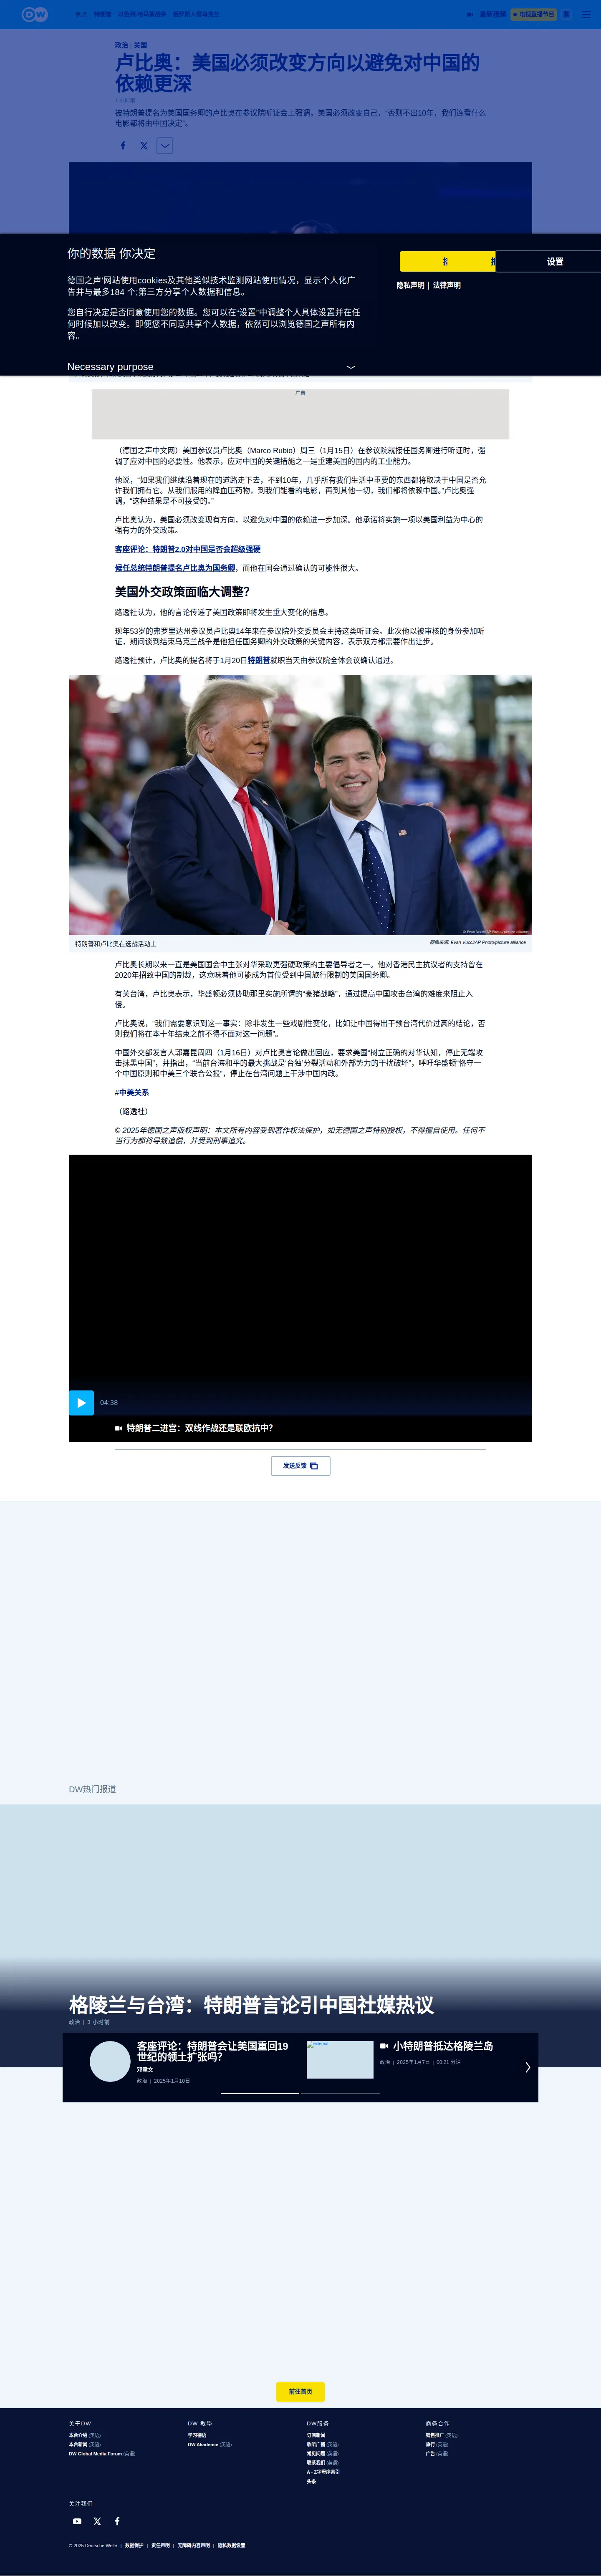 DW
焦点
特朗普
以色列-哈马斯战争
俄罗斯入侵乌克兰
最新视频
电视直播节目
繁
政治 | 美国
卢比奥：美国必须改变方向以避免对中国的
依赖更深
被特朗普提名为美国国务卿的卢比奥在参议院听证会上强调，美国必须改变自己，“否则不出10年，我们连看什么
电影都将由中国决定”。
你的数据 你决定
德国之声'网站使用cookies及其他类似技术监测网站使用情况，显示个人化广
告并与最多184 个;第三方分享个人数据和信息。
您自行决定是否同意使用您的数据。您可以在“设置”中调整个人具体设置并在任
何时候加以改变。即便您不同意共享个人数据，依然可以浏览德国之声所有内
容。
Necessary purpose
设置
隐私声明 | 法律声明
广告
（德国之声中文网）美国参议员卢比奥（Marco Rubio）周三（1月15日）在参议院就接任国务卿进行听证时，强
调了应对中国的必要性。他表示，应对中国的关键措施之一是重建美国的国内的工业能力。
他说，“如果我们继续沿着现在的道路走下去，不到10年，几乎所有我们生活中重要的东西都将取决于中国是否允
许我们拥有它。从我们服用的降血压药物，到我们能看的电影，再到其他一切，我们都将依赖中国。”卢比奥强
调，“这种结果是不可接受的。”
卢比奥认为，美国必须改变现有方向，以避免对中国的依赖进一步加深。他承诺将实施一项以美国利益为中心的
强有力的外交政策。
客座评论：特朗普2.0对中国是否会超级强硬
候任总统特朗普提名卢比奥为国务卿，而他在国会通过确认的可能性很大。
美国外交政策面临大调整？
路透社认为，他的言论传递了美国政策即将发生重大变化的信息。
现年53岁的弗罗里达州参议员卢比奥14年来在参议院外交委员会主持这类听证会。此次他以被审核的身份参加听
证，期间谈到结束乌克兰战争是他担任国务卿的外交政策的关键内容，表示双方都需要作出让步。
路透社预计，卢比奥的提名将于1月20日特朗普就职当天由参议院全体会议确认通过。
© Evan Vucci/AP Photo/picture alliance
特朗普和卢比奥在选战活动上
图像来源: Evan Vucci/AP Photo/picture alliance
卢比奥长期以来一直是美国国会中主张对华采取更强硬政策的主要倡导者之一。他对香港民主抗议者的支持曾在
2020年招致中国的制裁，这意味着他可能成为首位受到中国旅行限制的美国国务卿。
有关台湾，卢比奥表示，华盛顿必须协助那里实施所谓的“豪猪战略”，通过提高中国攻击台湾的难度来阻止入
侵。
卢比奥说，“我们需要意识到这一事实：除非发生一些戏剧性变化，比如让中国得出干预台湾代价过高的结论，否
则我们将在本十年结束之前不得不面对这一问题”。
中国外交部发言人郭嘉昆周四（1月16日）对卢比奥言论做出回应，要求美国“树立正确的对华认知，停止无端攻
击抹黑中国”，并指出，“当前台海和平的最大挑战是‘台独’分裂活动和外部势力的干扰破坏”，呼吁华盛顿“恪守一
个中国原则和中美三个联合公报”，停止在台湾问题上干涉中国内政。
#中美关系
（路透社）
© 2025年德国之声版权声明：本文所有内容受到著作权法保护，如无德国之声特别授权，不得擅自使用。任何不
当行为都将导致追偿，并受到刑事追究。
04:38
特朗普二进宫：双线作战还是联欧抗中？
发送反馈
DW热门报道
格陵兰与台湾：特朗普言论引中国社媒热议
政治 | 3 小时前
客座评论：特朗普会让美国重回19
世纪的领土扩张吗？
邓聿文
政治 | 2025年1月10日
小特朗普抵达格陵兰岛
政治 | 2025年1月7日 | 00:21 分钟
前往首页
关于DW
本台介绍 (英语)
本台新闻 (英语)
DW Global Media Forum (英语)
DW 教學
学习德语
DW Akademie (英语)
DW服务
订阅新闻
收听广播 (英语)
常见问题 (英语)
联系我们 (英语)
A - Z字母序索引
头条
商务合作
销售推广 (英语)
旅行 (英语)
广告 (英语)
关注我们
© 2025 Deutsche Welle | 数据保护 | 责任声明 | 无障碍内容声明 | 隐私数据设置